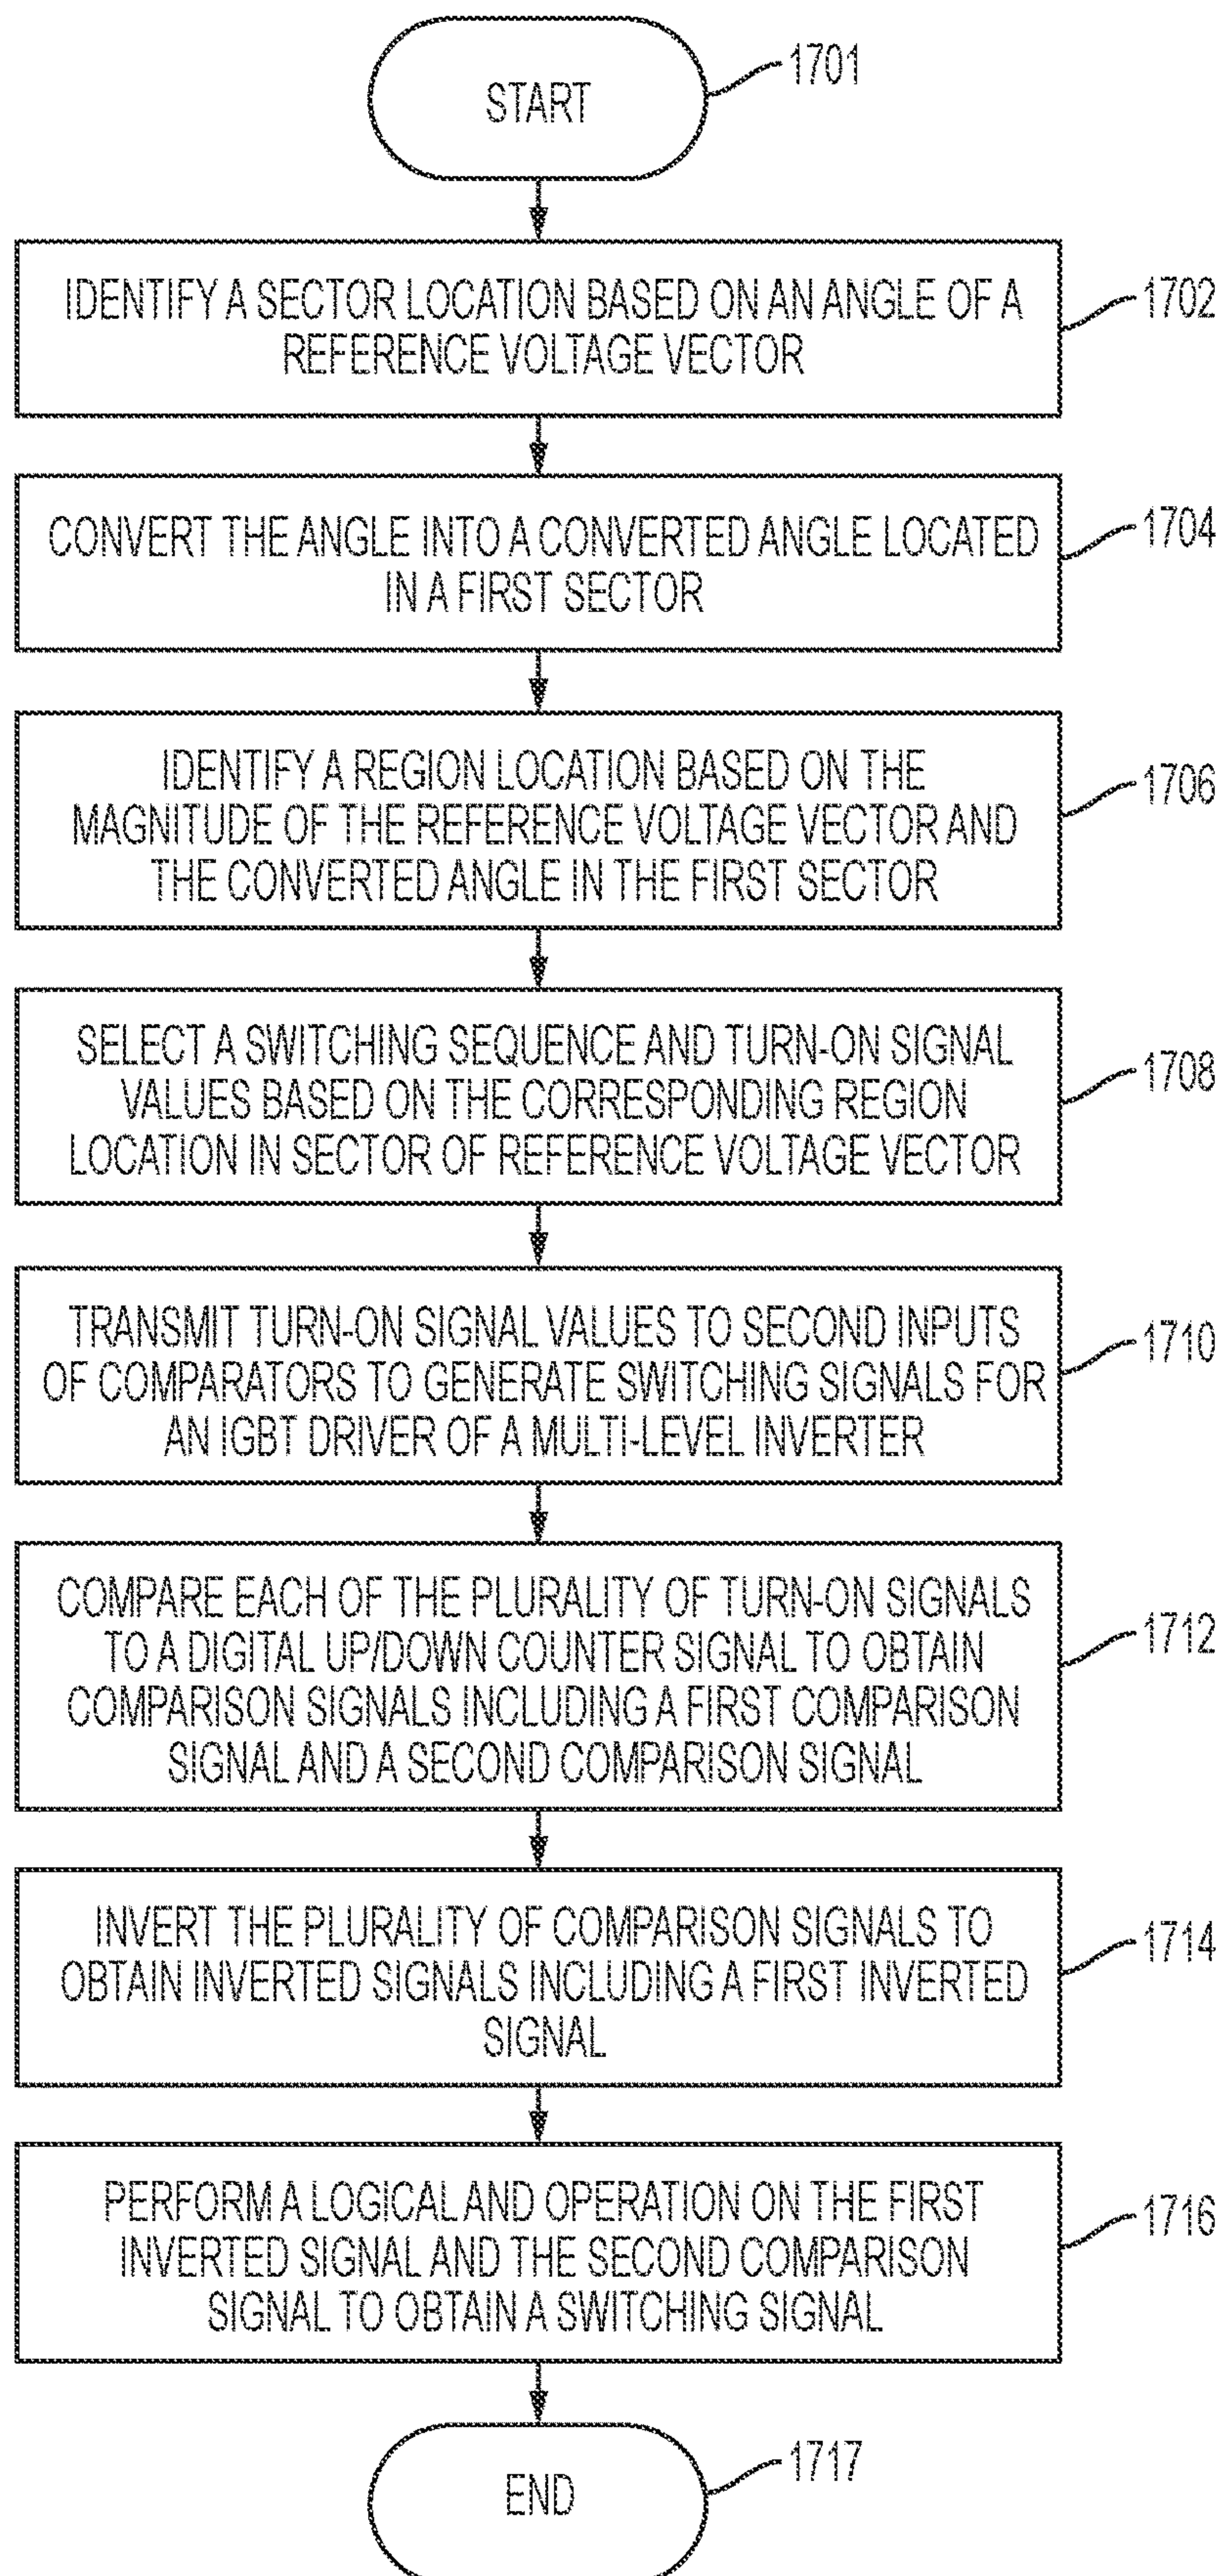 START
1701
IDENTIFY A SECTOR LOCATION BASED ON AN ANGLE OF A
REFERENCE VOLTAGE VECTOR
1702
CONVERT THE ANGLE INTO A CONVERTED ANGLE LOCATED
IN A FIRST SECTOR
1704
IDENTIFY A REGION LOCATION BASED ON THE
MAGNITUDE OF THE REFERENCE VOLTAGE VECTOR AND
THE CONVERTED ANGLE IN THE FIRST SECTOR
1706
SELECT A SWITCHING SEQUENCE AND TURN-ON SIGNAL
VALUES BASED ON THE CORRESPONDING REGION
LOCATION IN SECTOR OF REFERENCE VOLTAGE VECTOR
1708
TRANSMIT TURN-ON SIGNAL VALUES TO SECOND INPUTS
OF COMPARATORS TO GENERATE SWITCHING SIGNALS FOR
AN IGBT DRIVER OF A MULTI-LEVEL INVERTER
1710
COMPARE EACH OF THE PLURALITY OF TURN-ON SIGNALS
TO A DIGITAL UP/DOWN COUNTER SIGNAL TO OBTAIN
COMPARISON SIGNALS INCLUDING A FIRST COMPARISON
SIGNAL AND A SECOND COMPARISON SIGNAL
1712
INVERT THE PLURALITY OF COMPARISON SIGNALS TO
OBTAIN INVERTED SIGNALS INCLUDING A FIRST INVERTED
SIGNAL
1714
PERFORM A LOGICAL AND OPERATION ON THE FIRST
INVERTED SIGNAL AND THE SECOND COMPARISON
SIGNAL TO OBTAIN A SWITCHING SIGNAL
1716
END
1717